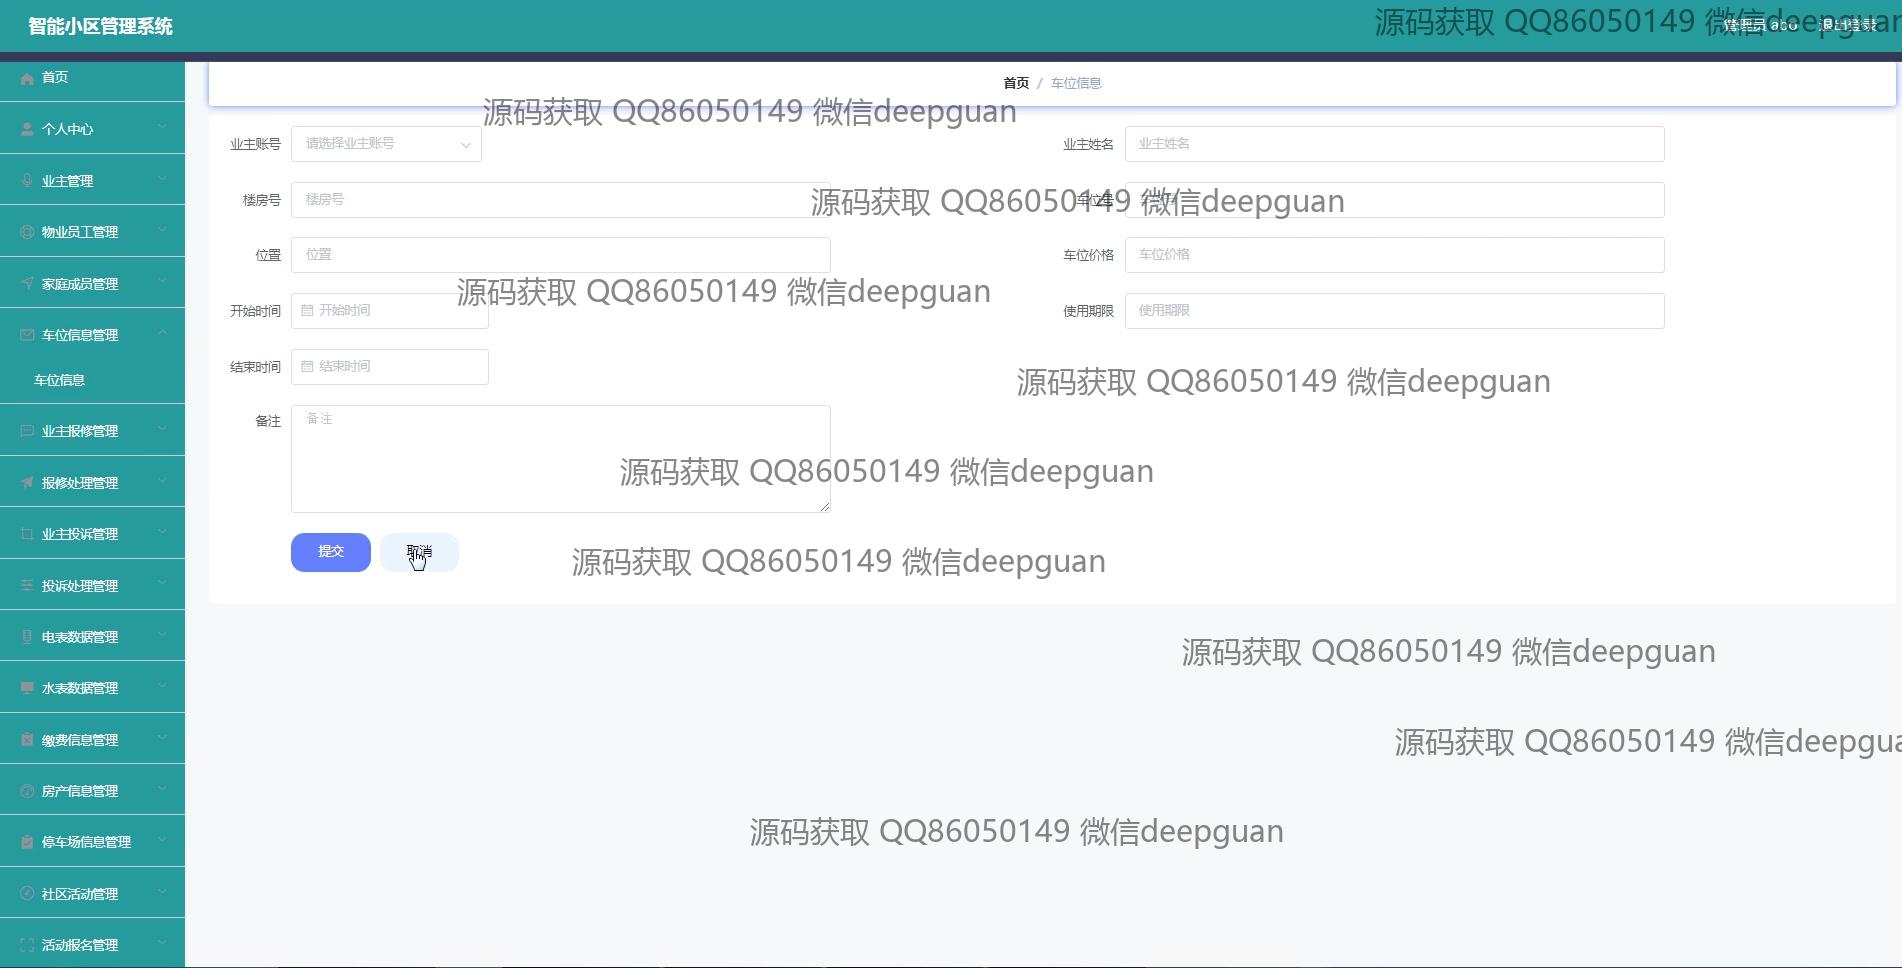 智能小区管理系统
源码获取 QQ86050149 微信deepguan
管理员 abo 退出登录
首页
个人中心
业主管理
物业员工管理
家庭成员管理
车位信息管理
车位信息
业主报修管理
报修处理管理
业主投诉管理
投诉处理管理
电表数据管理
水表数据管理
缴费信息管理
房产信息管理
停车场信息管理
社区活动管理
活动报名管理
首页 / 车位信息
源码获取 QQ86050149 微信deepguan
业主账号 请选择业主账号
业主姓名 业主姓名
楼房号 楼房号
源码获取 QQ86050149 微信deepguan
车位号 车位号
位置 位置
车位价格 车位价格
源码获取 QQ86050149 微信deepguan
开始时间 开始时间
使用期限 使用期限
结束时间 结束时间
源码获取 QQ86050149 微信deepguan
备注 备注
源码获取 QQ86050149 微信deepguan
提交 取消
源码获取 QQ86050149 微信deepguan
源码获取 QQ86050149 微信deepguan
源码获取 QQ86050149 微信deepgua
源码获取 QQ86050149 微信deepguan